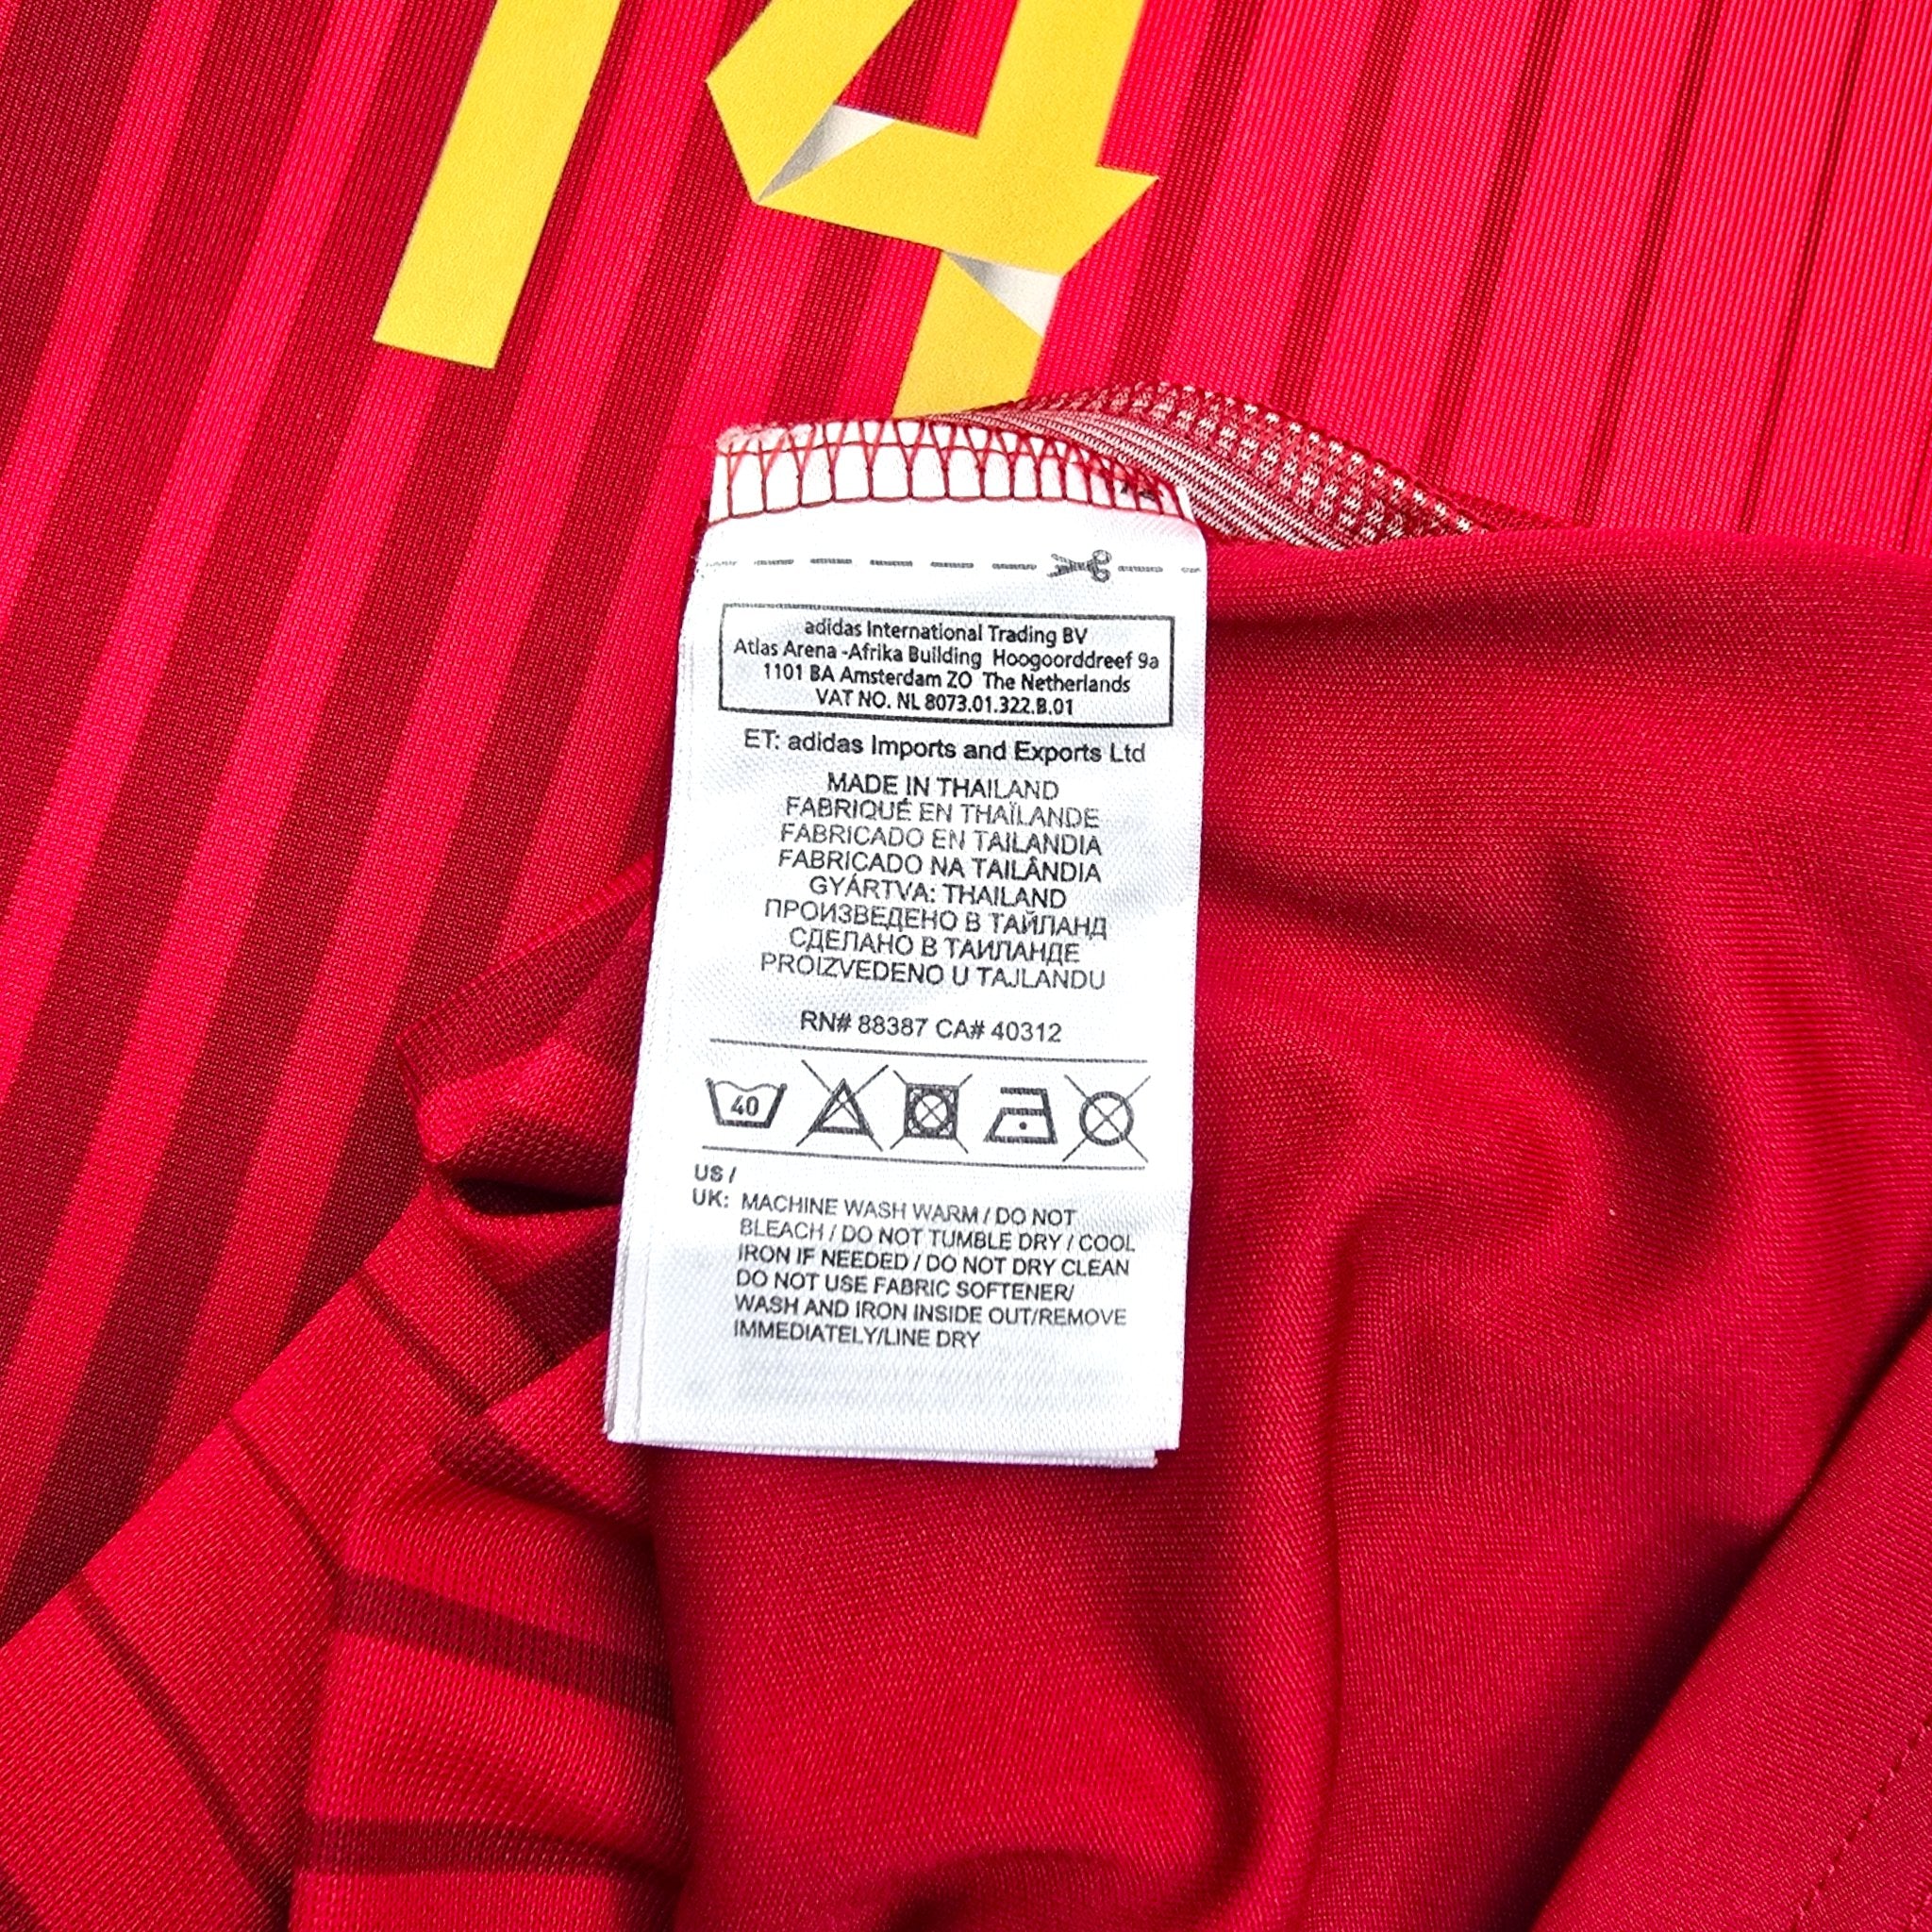 14
adidas International Trading BV
Atlas Arena -Afrika Building Hoogoorddreef 9a
1101 BA Amsterdam ZO The Netherlands
VAT NO. NL 8073.01.322.B.01
ET: adidas Imports and Exports Ltd
MADE IN THAILAND
FABRIQUÉ EN THAÏLANDE
FABRICADO EN TAILANDIA
FABRICADO NA TAILÂNDIA
GYÁRTVA: THAILAND
ПРОИЗВЕДЕНО В ТАЙЛАНД
СДЕЛАНО В ТАИЛАНДЕ
PROIZVEDENO U TAJLANDU
RN# 88387 CA# 40312
40
US /
UK: MACHINE WASH WARM / DO NOT
BLEACH / DO NOT TUMBLE DRY / COOL
IRON IF NEEDED / DO NOT DRY CLEAN
DO NOT USE FABRIC SOFTENER/
WASH AND IRON INSIDE OUT/REMOVE
IMMEDIATELY/LINE DRY